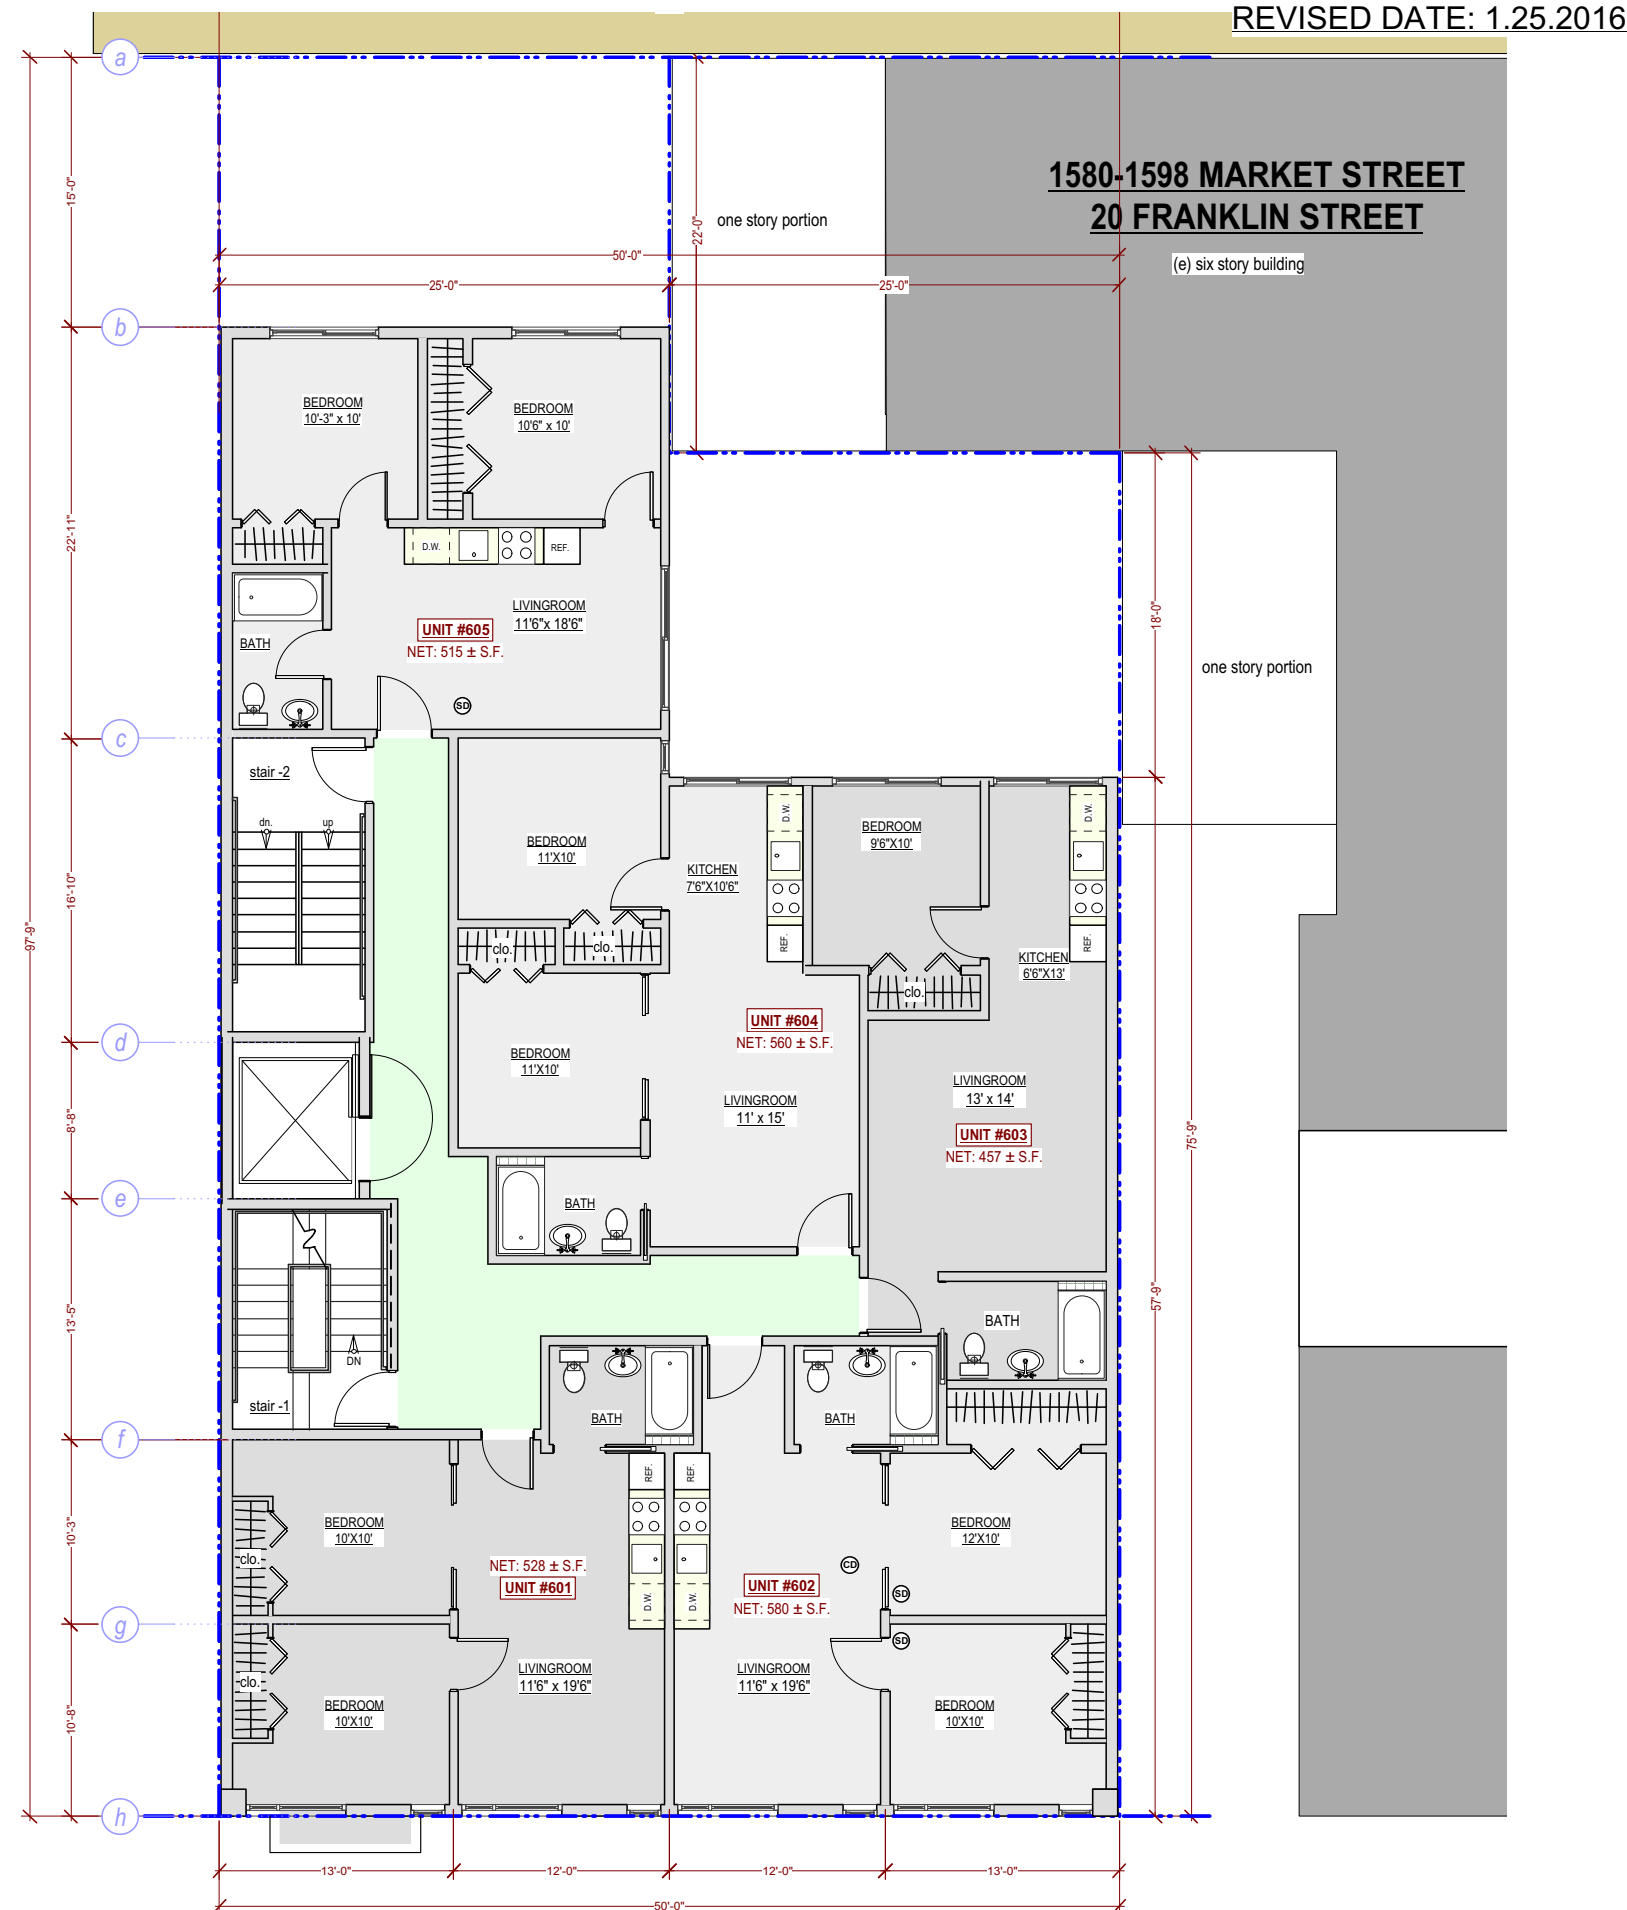 REVISED DATE: 1.25.2016
a
15'-0"
22'-0"
one story portion
1580-1598 MARKET STREET
20 FRANKLIN STREET
(e) six story building
50'-0"
25'-0"
25'-0"
b
BEDROOM
10'-3" x 10'
BEDROOM
10'6" x 10'
22'-11"
D.W.
REF.
LIVINGROOM
11'6"x 18'6"
UNIT #605
NET: 515 ± S.F.
BATH
SD
18'-0"
one story portion
c
stair -2
dn.
up
16'-10"
97'-9"
BEDROOM
11'X10'
KITCHEN
7'6"X10'6"
D.W.
REF.
BEDROOM
9'6"X10'
D.W.
REF.
KITCHEN
6'6"X13'
clo.
clo.
clo.
d
BEDROOM
11'X10'
UNIT #604
NET: 560 ± S.F.
LIVINGROOM
11' x 15'
LIVINGROOM
13' x 14'
UNIT #603
NET: 457 ± S.F.
8'-8"
75'-9"
e
BATH
57'-9"
13'-5"
DN
stair -1
BATH
BATH
BATH
f
REF.
REF.
10'-3"
BEDROOM
10'X10'
clo.
NET: 528 ± S.F.
UNIT #601
D.W.
D.W.
UNIT #602
NET: 580 ± S.F.
CD
BEDROOM
12'X10'
SD
g
SD
clo.
BEDROOM
10'X10'
LIVINGROOM
11'6" x 19'6"
LIVINGROOM
11'6" x 19'6"
BEDROOM
10'X10'
10'-8"
h
13'-0"
12'-0"
12'-0"
13'-0"
50'-0"